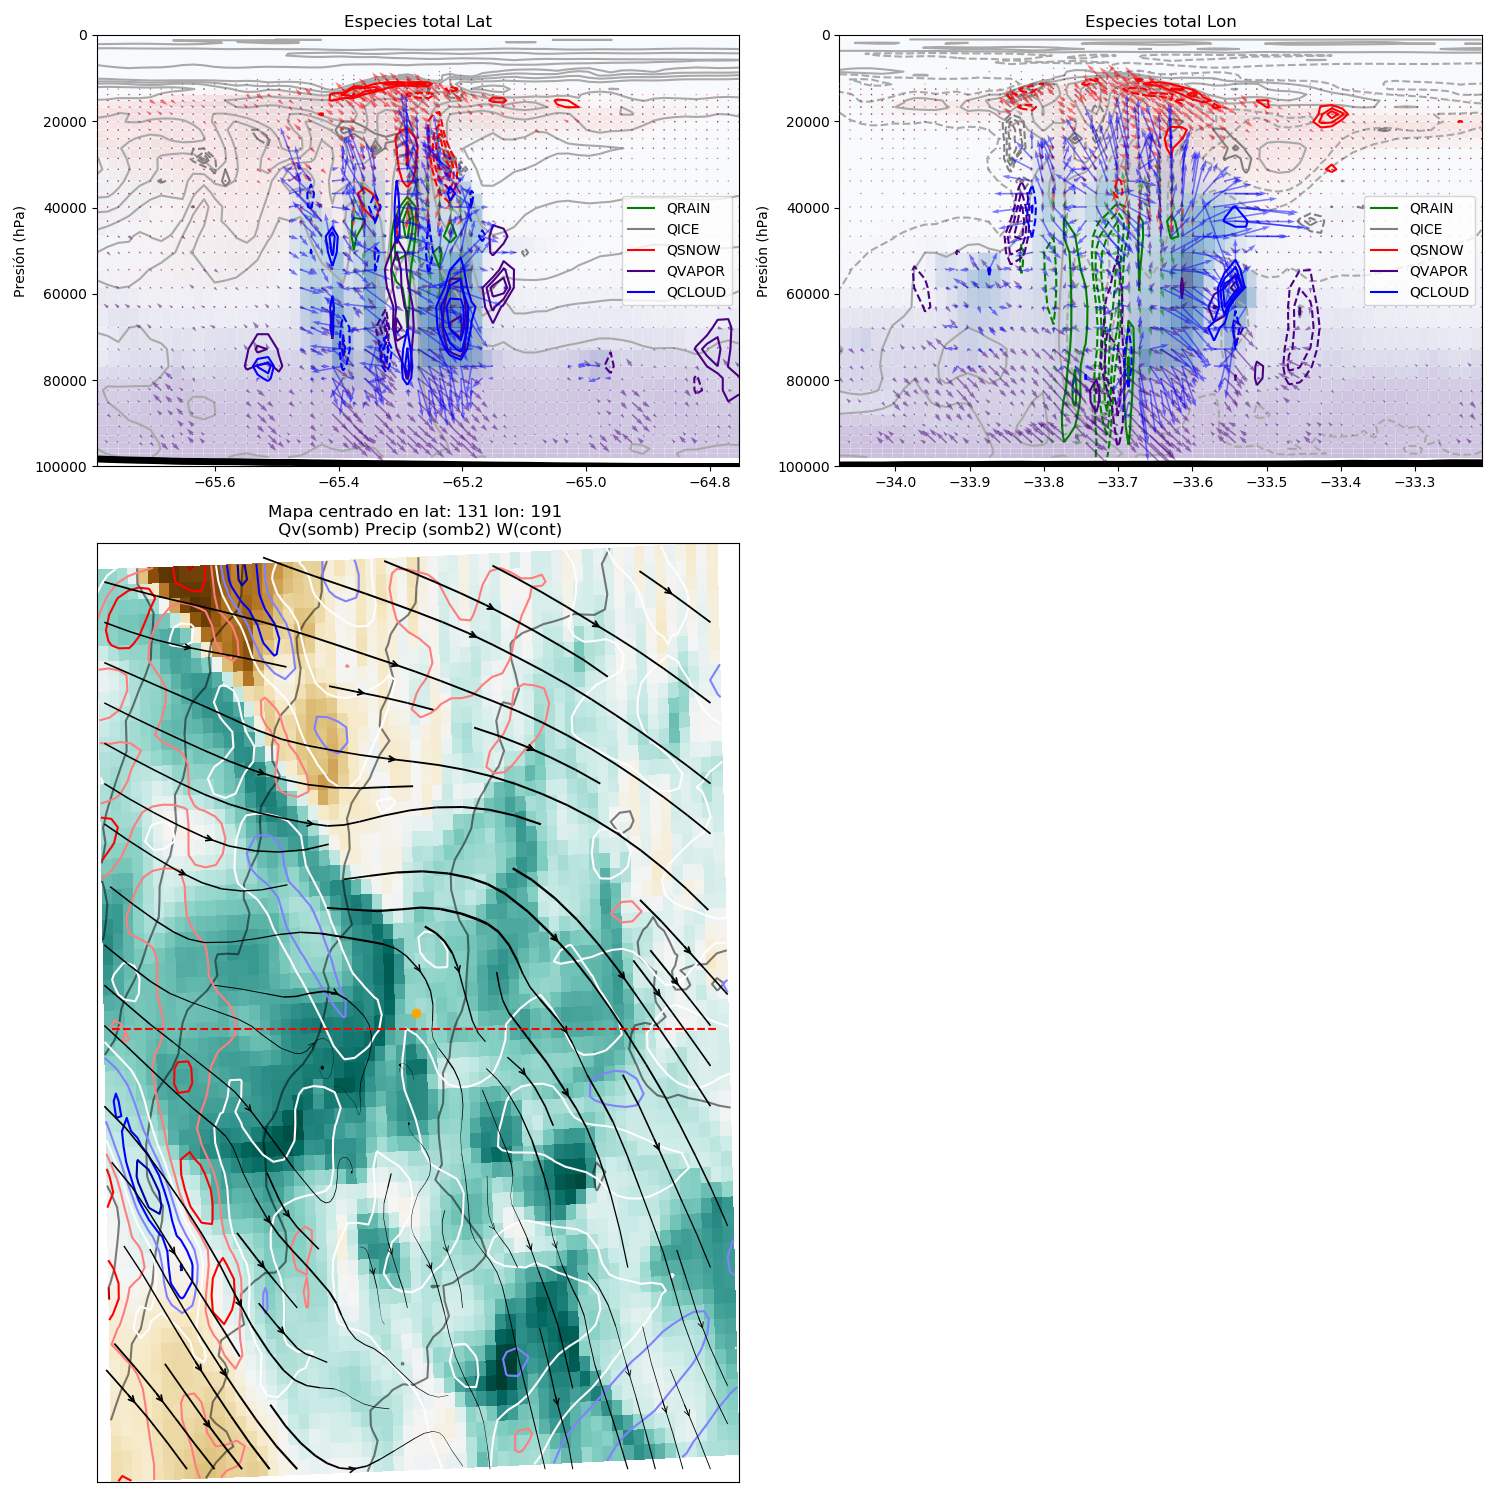 Especies total Lat
Presión (hPa)
0
20000
40000
60000
80000
100000
−65.6
−65.4
−65.2
−65.0
−64.8
QRAIN
QICE
QSNOW
QVAPOR
QCLOUD
Especies total Lon
Presión (hPa)
0
20000
40000
60000
80000
100000
−34.0
−33.9
−33.8
−33.7
−33.6
−33.5
−33.4
−33.3
QRAIN
QICE
QSNOW
QVAPOR
QCLOUD
Mapa centrado en lat: 131 lon: 191
Qv(somb) Precip (somb2) W(cont)